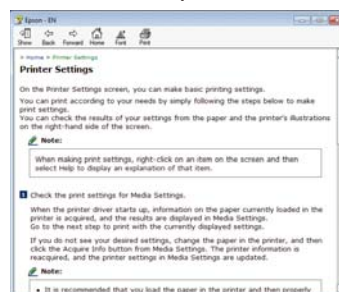 Epson - EN
Show Back Forward Home Font Print
» Home » Printer Settings
Printer Settings
On the Printer Settings screen, you can make basic printing settings.
You can print according to your needs by simply following the steps below to make
print settings.
You can check the results of your settings from the paper and the printer's illustrations
on the right-hand side of the screen.
Note:
When making print settings, right-click on an item on the screen and then
select Help to display an explanation of that item.
1 Check the print settings for Media Settings.
When the printer driver starts up, information on the paper currently loaded in the
printer is acquired, and the results are displayed in Media Settings.
Go to the next step to print with the currently displayed settings.
If you do not see your desired settings, change the paper in the printer, and then
click the Acquire Info button from Media Settings. The printer information is
reacquired, and the printer settings in Media Settings are updated.
Note:
• It is recommended that you load the paper in the printer and then properly